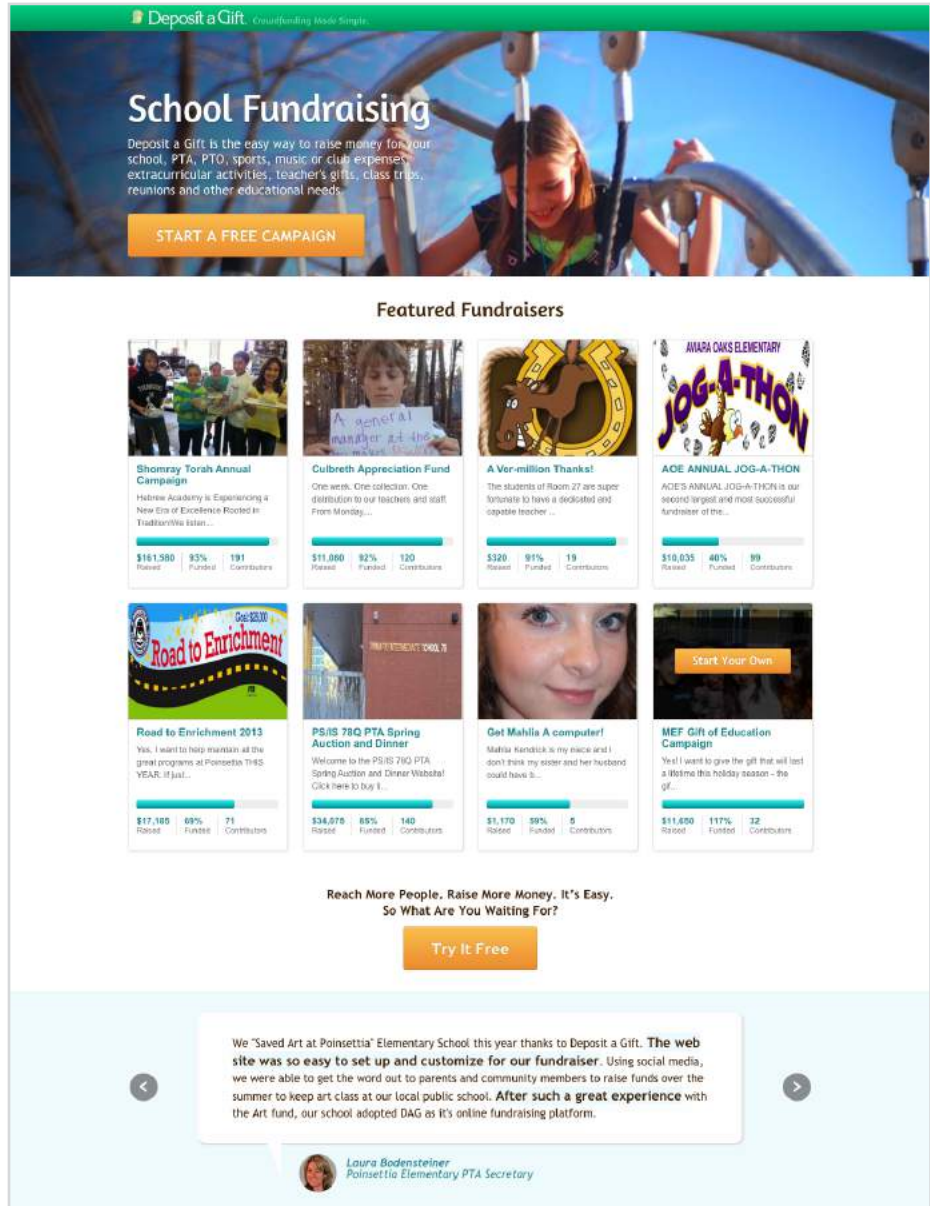 Deposit a Gift. Crowdfunding Made Simple.
School Fundraising
Deposit a Gift is the easy way to raise money for your
school, PTA, PTO, sports, music or club expenses,
extracurricular activities, teacher's gifts, class trips,
reunions and other educational needs.
START A FREE CAMPAIGN
Featured Fundraisers
A general
manager at the
AVIARA OAKS ELEMENTARY
JOG-A-THON
Shomray Torah Annual
Campaign
Hebrew Academy is Experiencing a
New Era of Excellence Rooted in
Tradition!We listen...
$161,580 93% 191
Raised Funded Contributors
Culbreth Appreciation Fund
One week. One collection. One
distribution to our teachers and staff.
From Monday,...
$11,080 92% 120
Raised Funded Contributors
A Ver-million Thanks!
The students of Room 27 are super
fortunate to have a dedicated and
capable teacher ...
$320 91% 19
Raised Funded Contributors
AOE ANNUAL JOG-A-THON
AOE'S ANNUAL JOG-A-THON is our
second largest and most successful
fundraiser of the...
$10,035 40% 99
Raised Funded Contributors
Goal: $25,000
Road to Enrichment
Road to Enrichment 2013
Yes, I want to help maintain all the
great programs at Poinsettia THIS
YEAR. If just...
$17,165 69% 71
Raised Funded Contributors
PS/IS 78Q PTA Spring
Auction and Dinner
Welcome to the PS/IS 78Q PTA
Spring Auction and Dinner Website!
Click here to buy ti...
$34,075 85% 140
Raised Funded Contributors
Get Mahlia A computer!
Mahlia Kendrick is my niece and I
don't think my sister and her husband
could have b...
$1,170 59% 5
Raised Funded Contributors
Start Your Own
MEF Gift of Education
Campaign
Yes! I want to give the gift that will last
a lifetime this holiday season - the
gif...
$11,650 117% 32
Raised Funded Contributors
Reach More People. Raise More Money. It's Easy.
So What Are You Waiting For?
Try It Free
We "Saved Art at Poinsettia" Elementary School this year thanks to Deposit a Gift. The web
site was so easy to set up and customize for our fundraiser. Using social media,
we were able to get the word out to parents and community members to raise funds over the
summer to keep art class at our local public school. After such a great experience with
the Art fund, our school adopted DAG as it's online fundraising platform.
Laura Bodensteiner
Poinsettia Elementary PTA Secretary